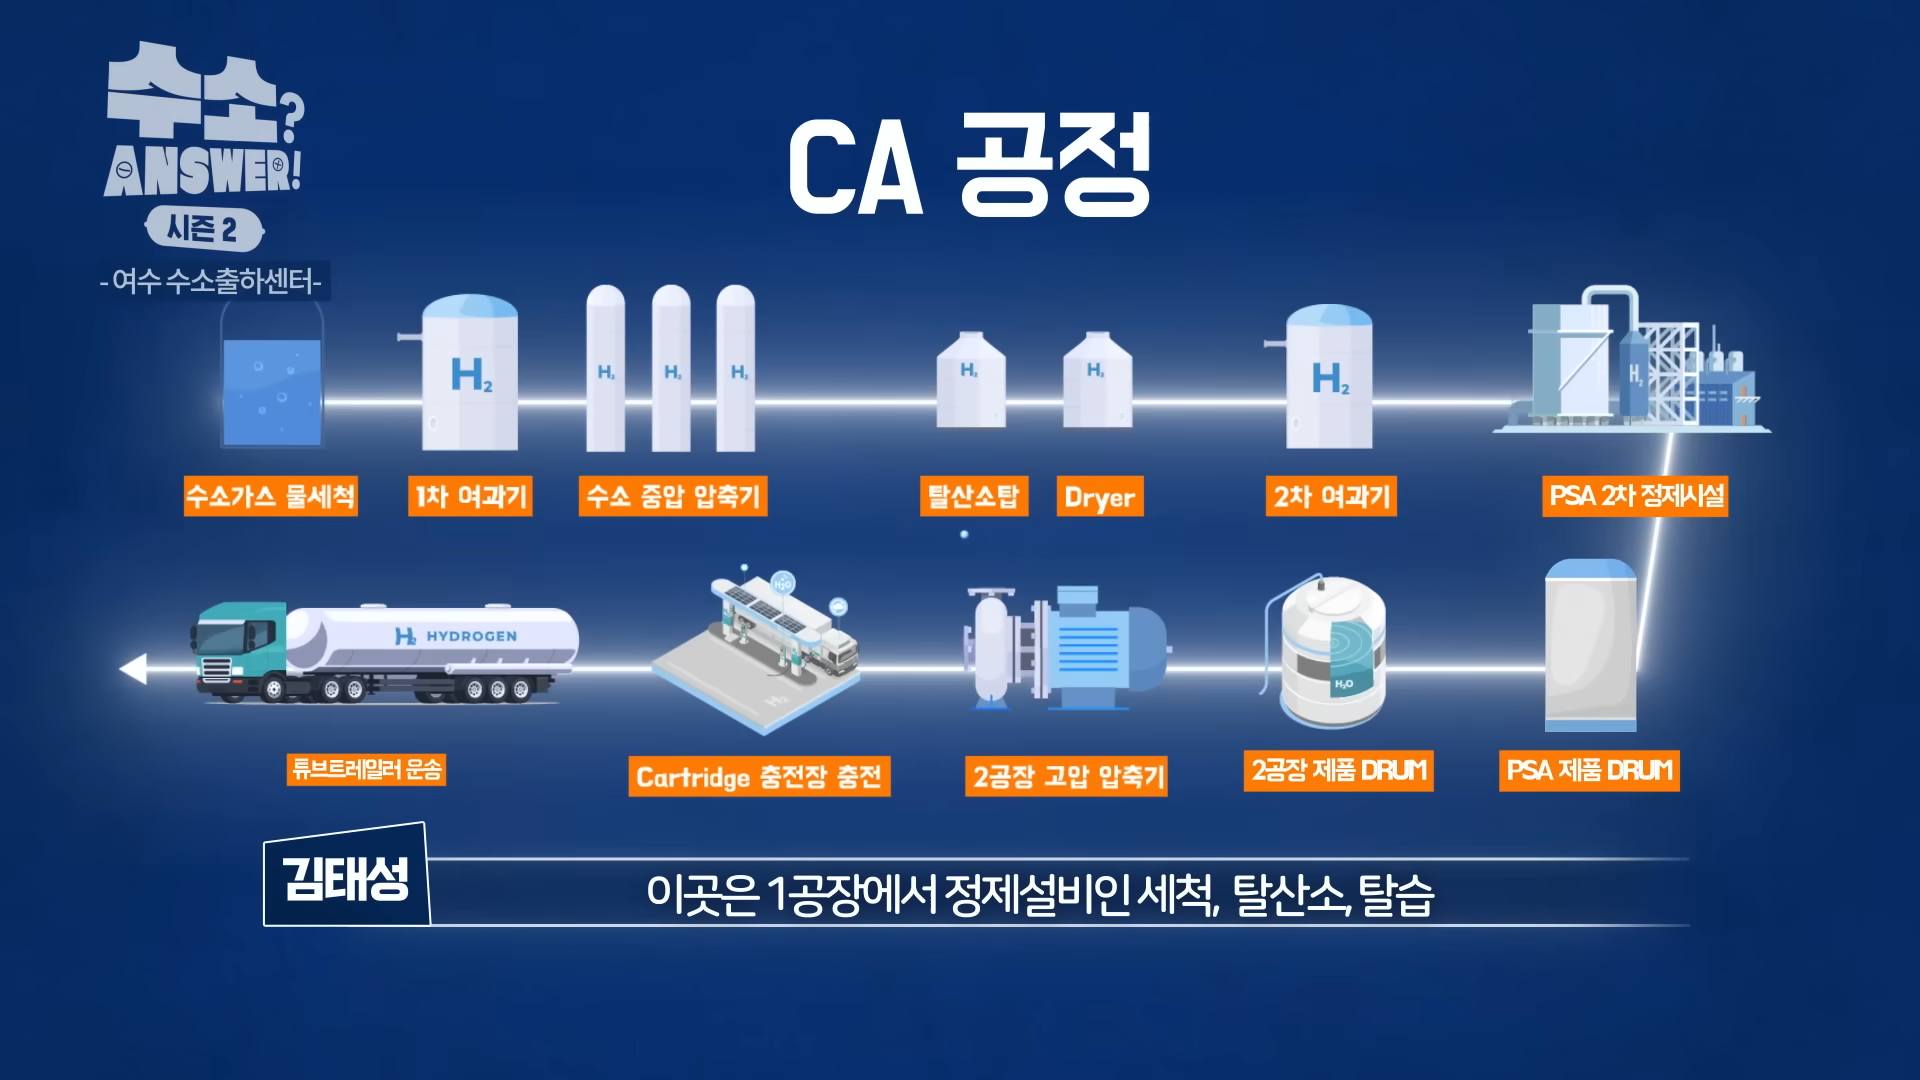 수소?
ANSWER!
시즌 2
- 여수 수소출하센터-
CA 공정
H₂
H₂
H₂
H₂
H₂
H₂
H₂
H₂
수소가스 물세척
1차 여과기
수소 중압 압축기
탈산소탑
Dryer
2차 여과기
PSA 2차 정제시설
H₂ HYDROGEN
H₂O
H₂
H₂O
튜브트레일러 운송
Cartridge 충전장 충전
2공장 고압 압축기
2공장 제품 DRUM
PSA 제품 DRUM
김태성
이곳은 1공장에서 정제설비인 세척, 탈산소, 탈습